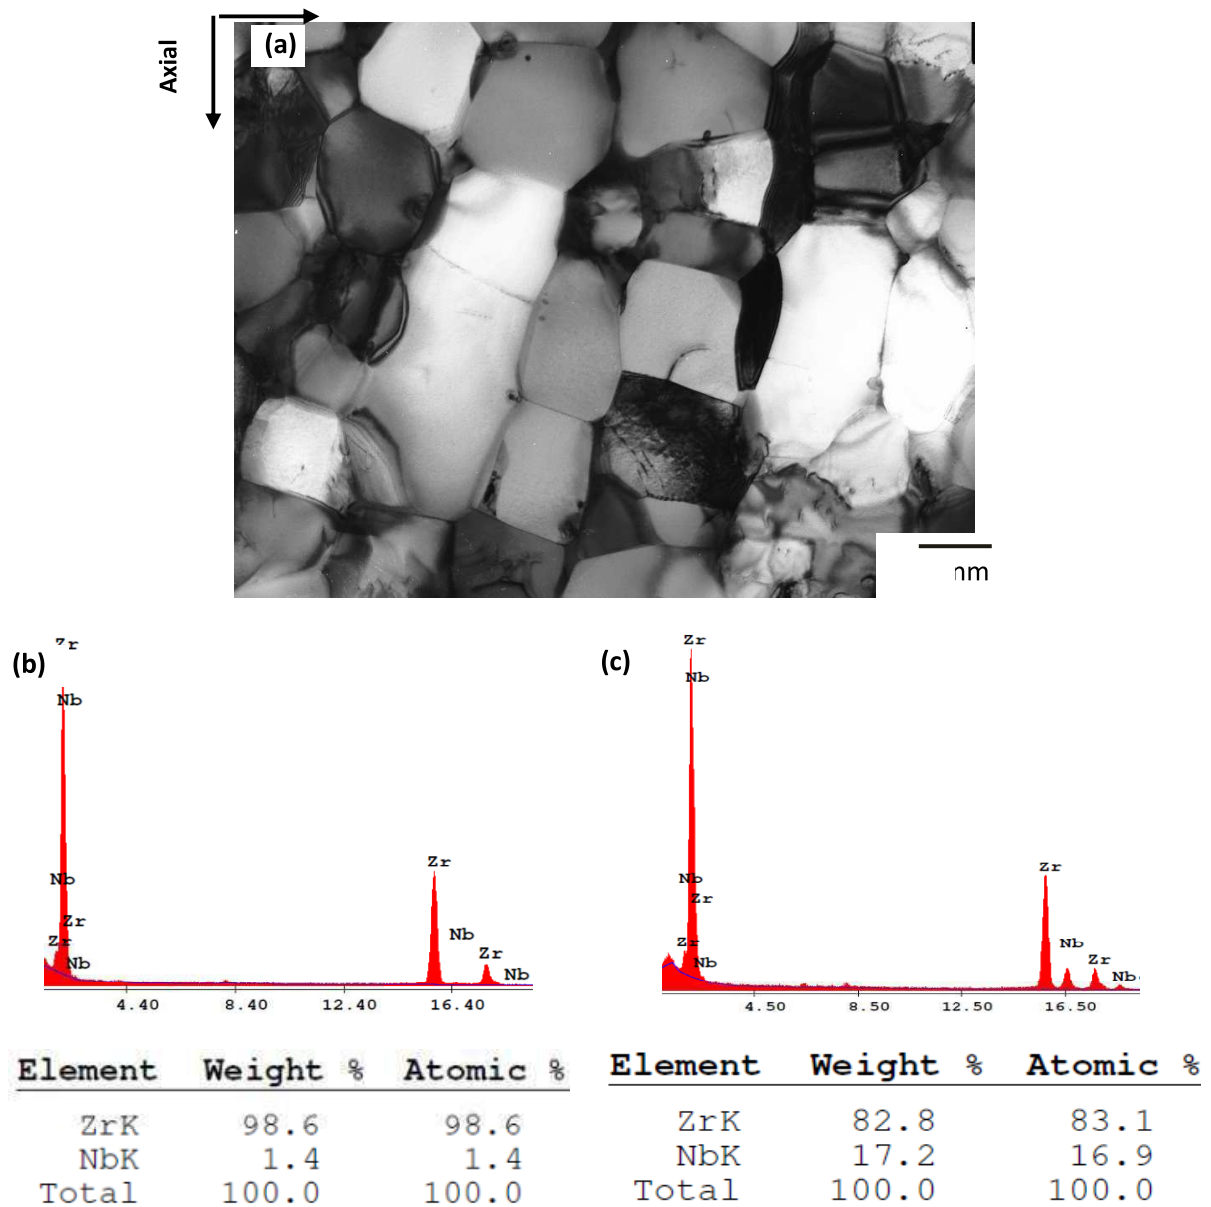 (a)
Axial
nm
(b)
Zr
Nb
Nb
Zr
Zr
Nb
Zr
Nb
Zr
Nb
4.40 8.40 12.40 16.40
(c)
Zr
Nb
Nb
Zr
Zr
Nb
Zr
Nb
Zr
Nb
4.50 8.50 12.50 16.50
Element Weight % Atomic %
ZrK 98.6 98.6
NbK 1.4 1.4
Total 100.0 100.0
Element Weight % Atomic %
ZrK 82.8 83.1
NbK 17.2 16.9
Total 100.0 100.0